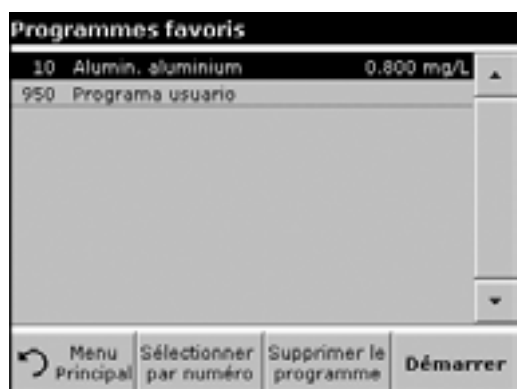 Programmes favoris
10 Alumin. aluminium 0.800 mg/L
950 Programa usuario
Menu Principal
Sélectionner par numéro
Supprimer le programme
Démarrer